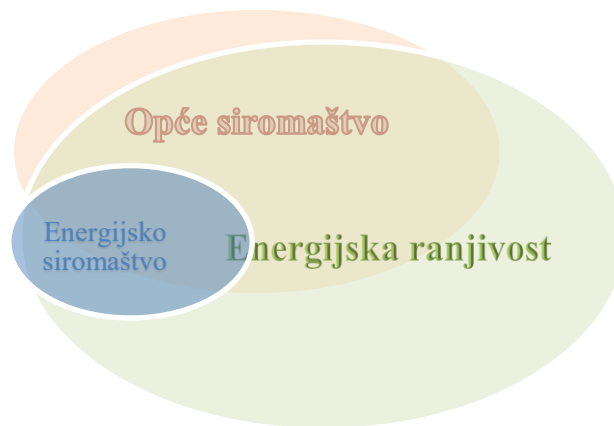 Opće siromaštvo
Energijsko
siromaštvo
Energijska ranjivost